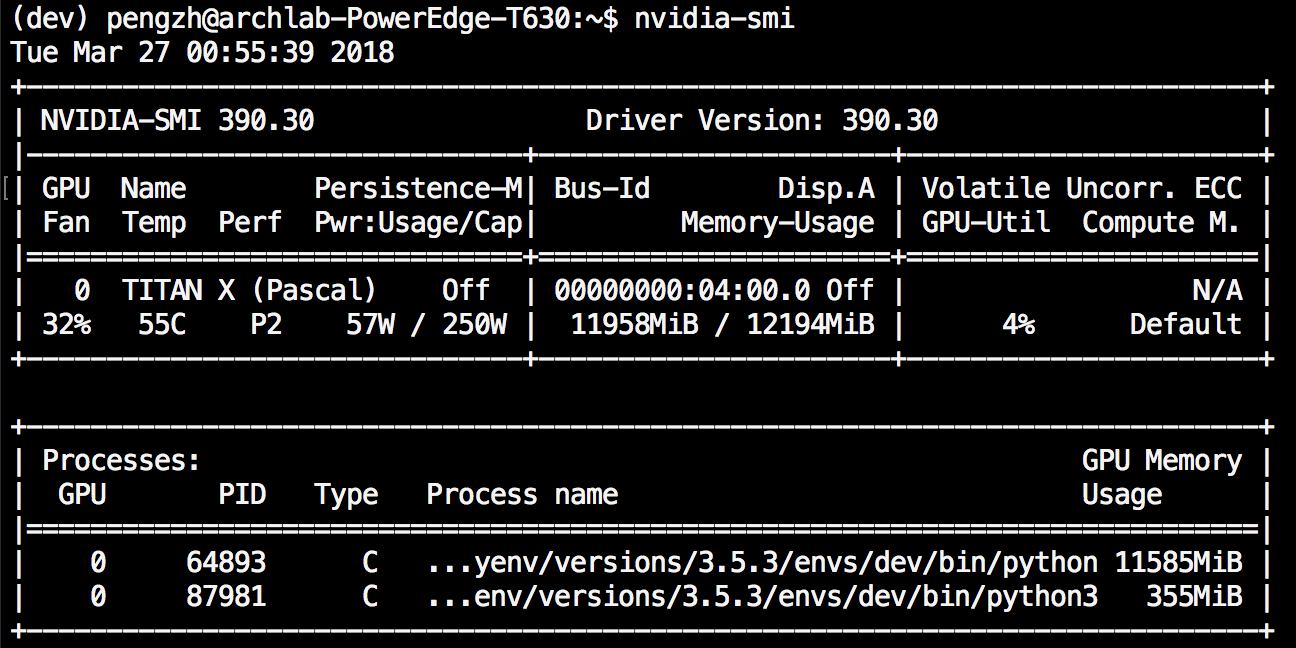 (dev) pengzh@archlab-PowerEdge-T630:~$ nvidia-smi
Tue Mar 27 00:55:39 2018
+-----------------------------------------------------------------------------+
| NVIDIA-SMI 390.30                 Driver Version: 390.30                    |
|-------------------------------+----------------------+----------------------+
[| GPU  Name        Persistence-M| Bus-Id        Disp.A | Volatile Uncorr. ECC |
| Fan  Temp  Perf  Pwr:Usage/Cap|         Memory-Usage | GPU-Util  Compute M. |
|===============================+======================+======================|
|   0  TITAN X (Pascal)    Off  | 00000000:04:00.0 Off |                  N/A |
| 32%   55C    P2    57W / 250W |  11958MiB / 12194MiB |      4%      Default |
+-------------------------------+----------------------+----------------------+

+-----------------------------------------------------------------------------+
| Processes:                                                       GPU Memory |
|  GPU       PID   Type   Process name                             Usage      |
|=============================================================================|
|    0     64893      C   ...yenv/versions/3.5.3/envs/dev/bin/python 11585MiB |
|    0     87981      C   ...env/versions/3.5.3/envs/dev/bin/python3   355MiB |
+-----------------------------------------------------------------------------+